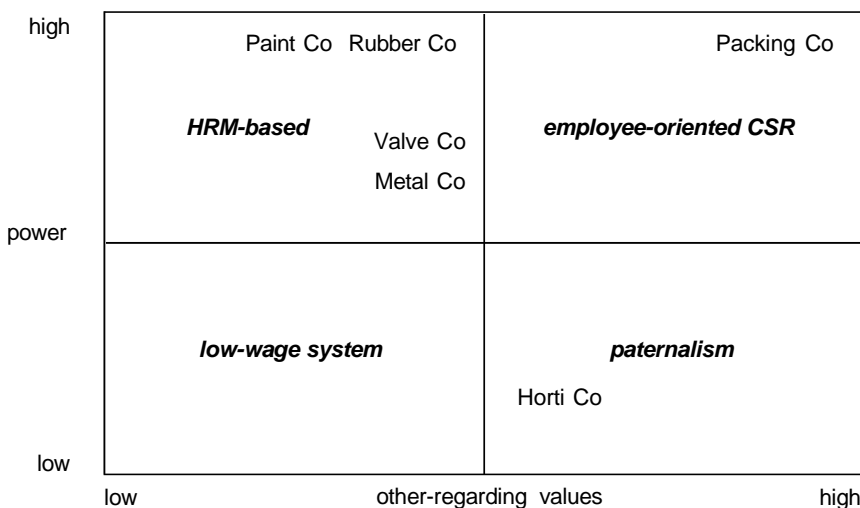 high
Paint Co Rubber Co
Packing Co
HRM-based
employee-oriented CSR
Valve Co
Metal Co
power
low-wage system
paternalism
Horti Co
low
low
other-regarding values
high